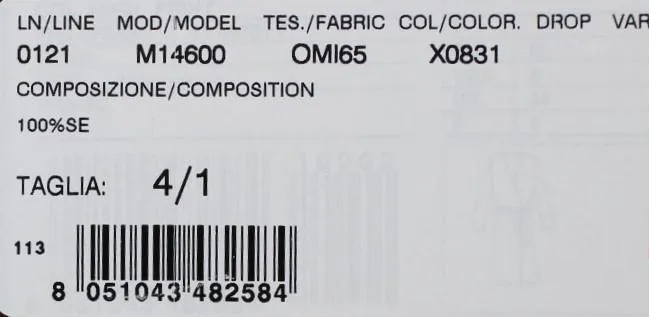 LN/LINE MOD/MODEL TES./FABRIC COL/COLOR. DROP VAR
0121 M14600 OMI65 X0831
COMPOSIZIONE/COMPOSITION
100%SE
TAGLIA: 4/1
113
8 051043 482584